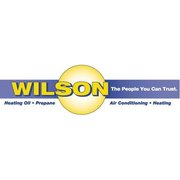 WILSON
The People You Can Trust.
Heating Oil • Propane
Air Conditioning • Heating